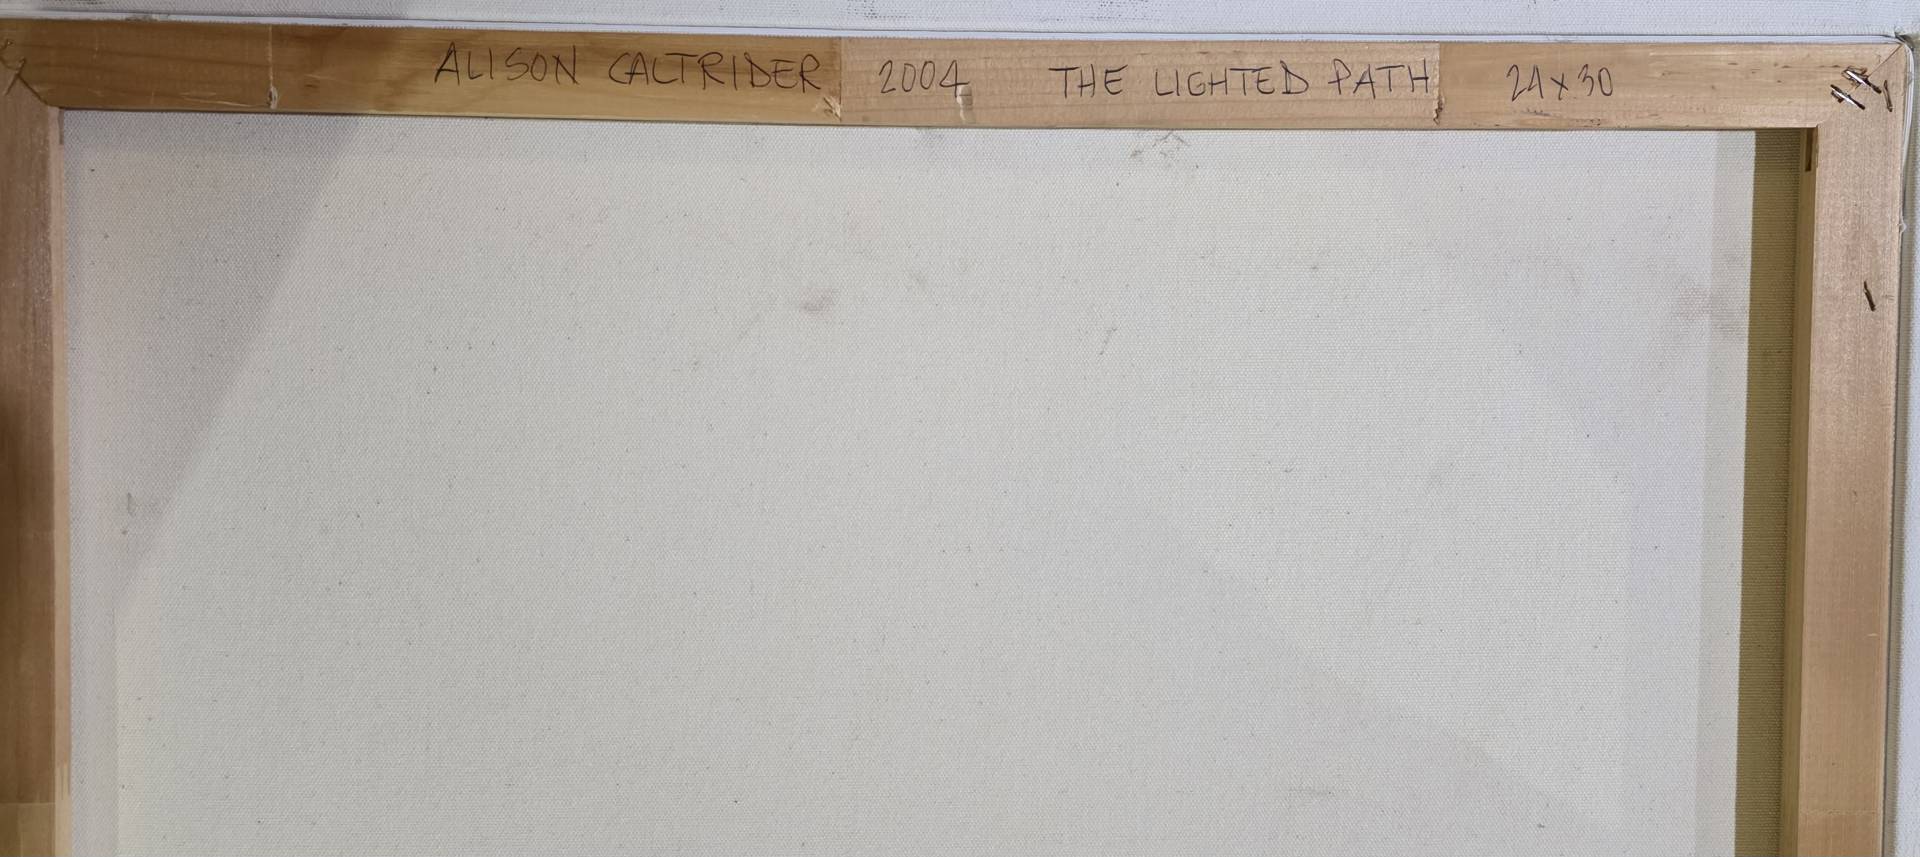 ALISON CALTRIDER 2004 THE LIGHTED PATH 24x30